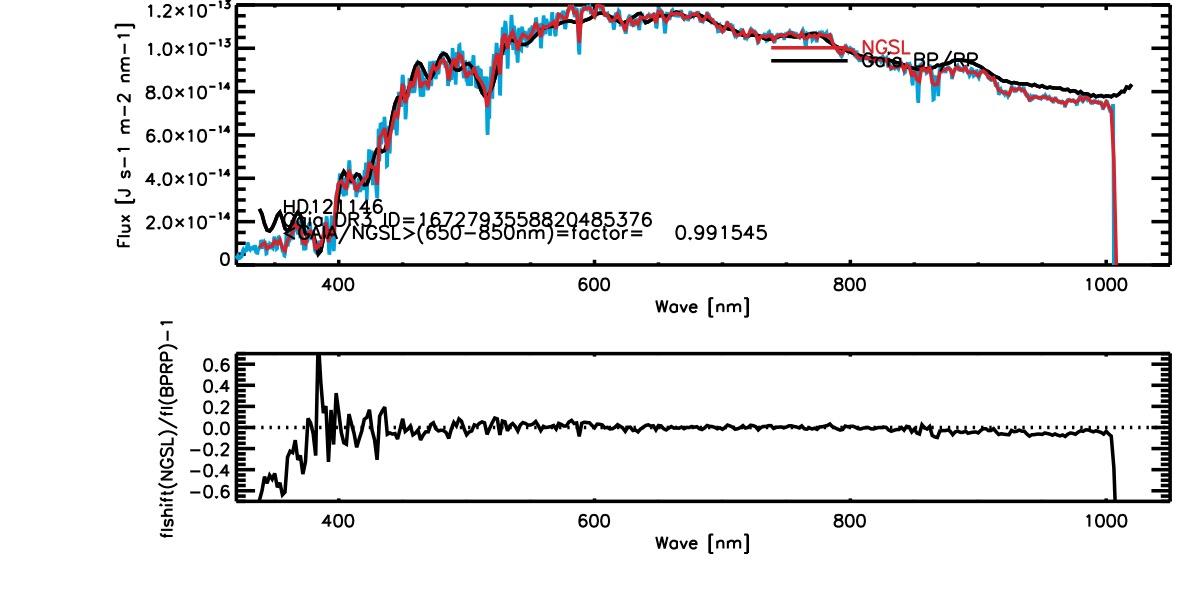 1.2×10⁻¹³
1.0×10⁻¹³
8.0×10⁻¹⁴
6.0×10⁻¹⁴
4.0×10⁻¹⁴
2.0×10⁻¹⁴
0
Flux [J s−1 m−2 nm−1]
NGSL
Gaia BP/RP
HD121146
Gaia DR3 ID=1672793558820485376
<GAIA/NGSL>(650−850nm)=factor= 0.991545
400 600 800 1000
Wave [nm]
0.6
0.4
0.2
0.0
−0.2
−0.4
−0.6
flshift(NGSL)/fl(BPRP)−1
400 600 800 1000
Wave [nm]